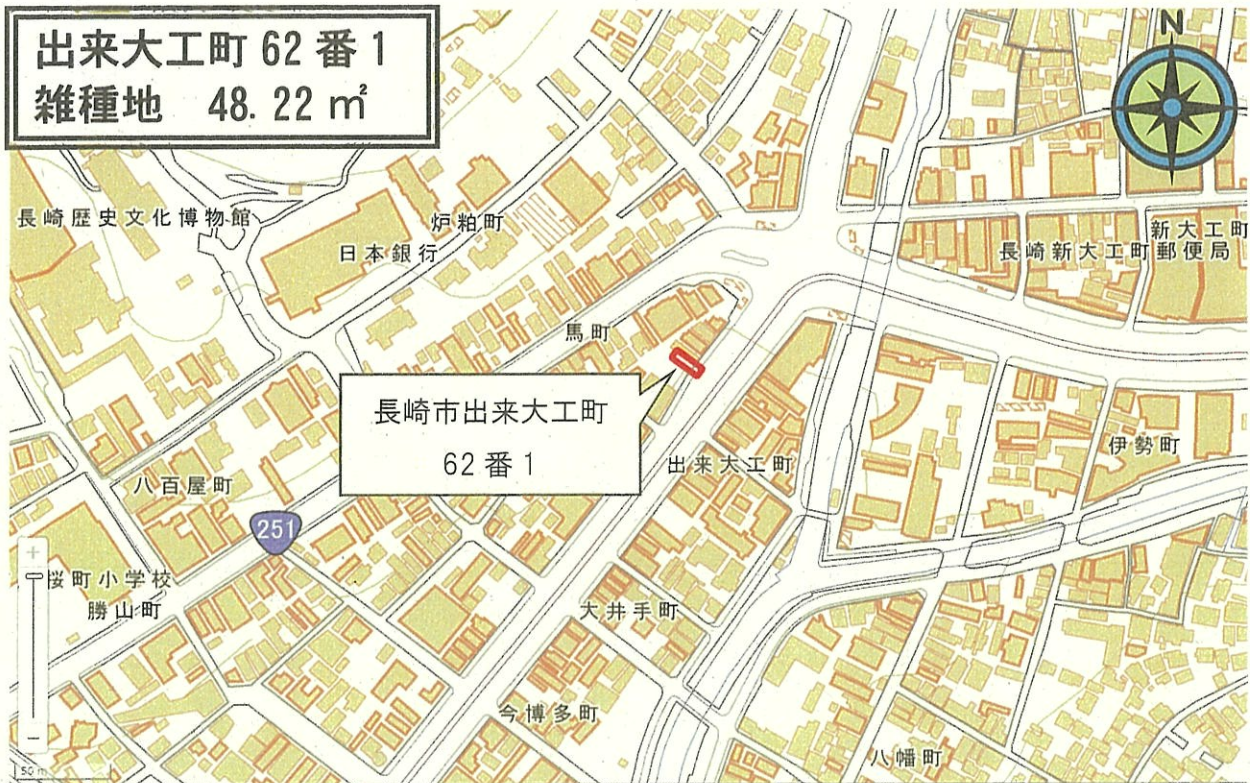 出来大工町 62 番 1
雑種地 48.22 ㎡
N
長崎歴史文化博物館
炉粕町
日本銀行
新大工町
長崎新大工町郵便局
馬町
長崎市出来大工町
62 番 1
出来大工町
伊勢町
八百屋町
251
+
桜町小学校
勝山町
大井手町
今博多町
−
八幡町
50 m